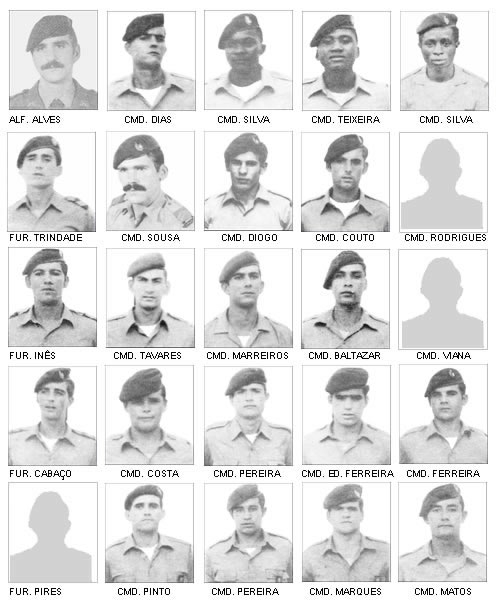 ALF. ALVES CMD. DIAS CMD. SILVA CMD. TEIXEIRA CMD. SILVA
FUR. TRINDADE CMD. SOUSA CMD. DIOGO CMD. COUTO CMD. RODRIGUES
FUR. INÊS CMD. TAVARES CMD. MARREIROS CMD. BALTAZAR CMD. VIANA
FUR. CABAÇO CMD. COSTA CMD. PEREIRA CMD. ED. FERREIRA CMD. FERREIRA
FUR. PIRES CMD. PINTO CMD. PEREIRA CMD. MARQUES CMD. MATOS